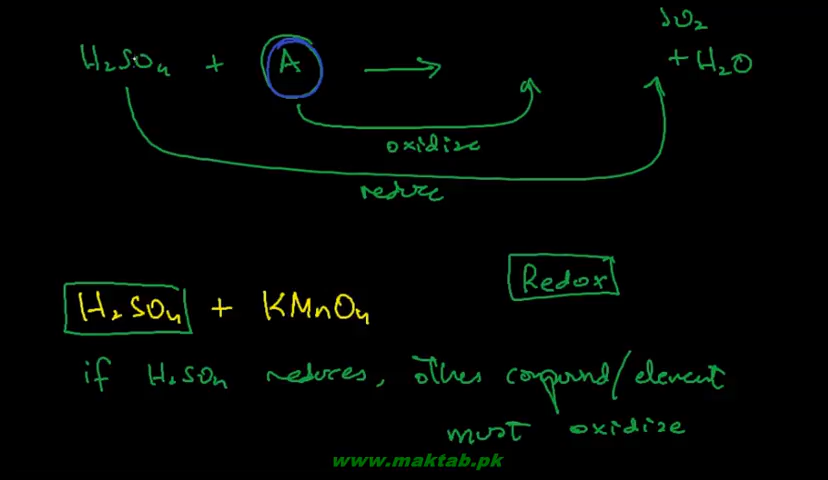 SO2
H2SO4 + A → + H2O
oxidize
reduce
Redox
H2SO4 + KMnO4
if H2SO4 reduces, other compound/element
must oxidize
www.maktab.pk